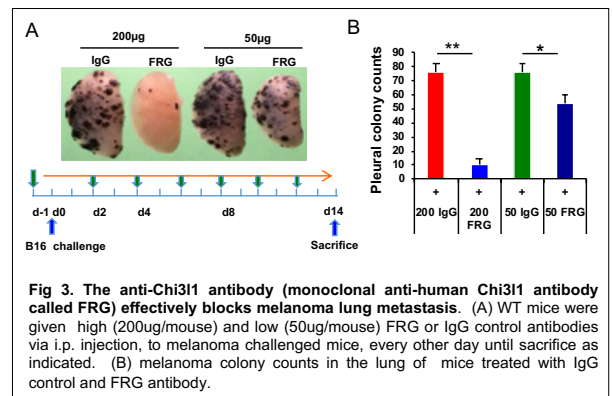 A
200µg
50µg
IgG
FRG
IgG
FRG
d-1 d0
d2
d4
d8
d14
B16 challenge
Sacrifice
B
Pleural colony counts
90
80
70
60
50
40
30
20
10
0
**
*
+
+
+
+
200 IgG
200 FRG
50 IgG
50 FRG
Fig 3. The anti-Chi3l1 antibody (monoclonal anti-human Chi3l1 antibody
called FRG) effectively blocks melanoma lung metastasis. (A) WT mice were
given high (200ug/mouse) and low (50ug/mouse) FRG or IgG control antibodies
via i.p. injection, to melanoma challenged mice, every other day until sacrifice as
indicated. (B) melanoma colony counts in the lung of mice treated with IgG
control and FRG antibody.